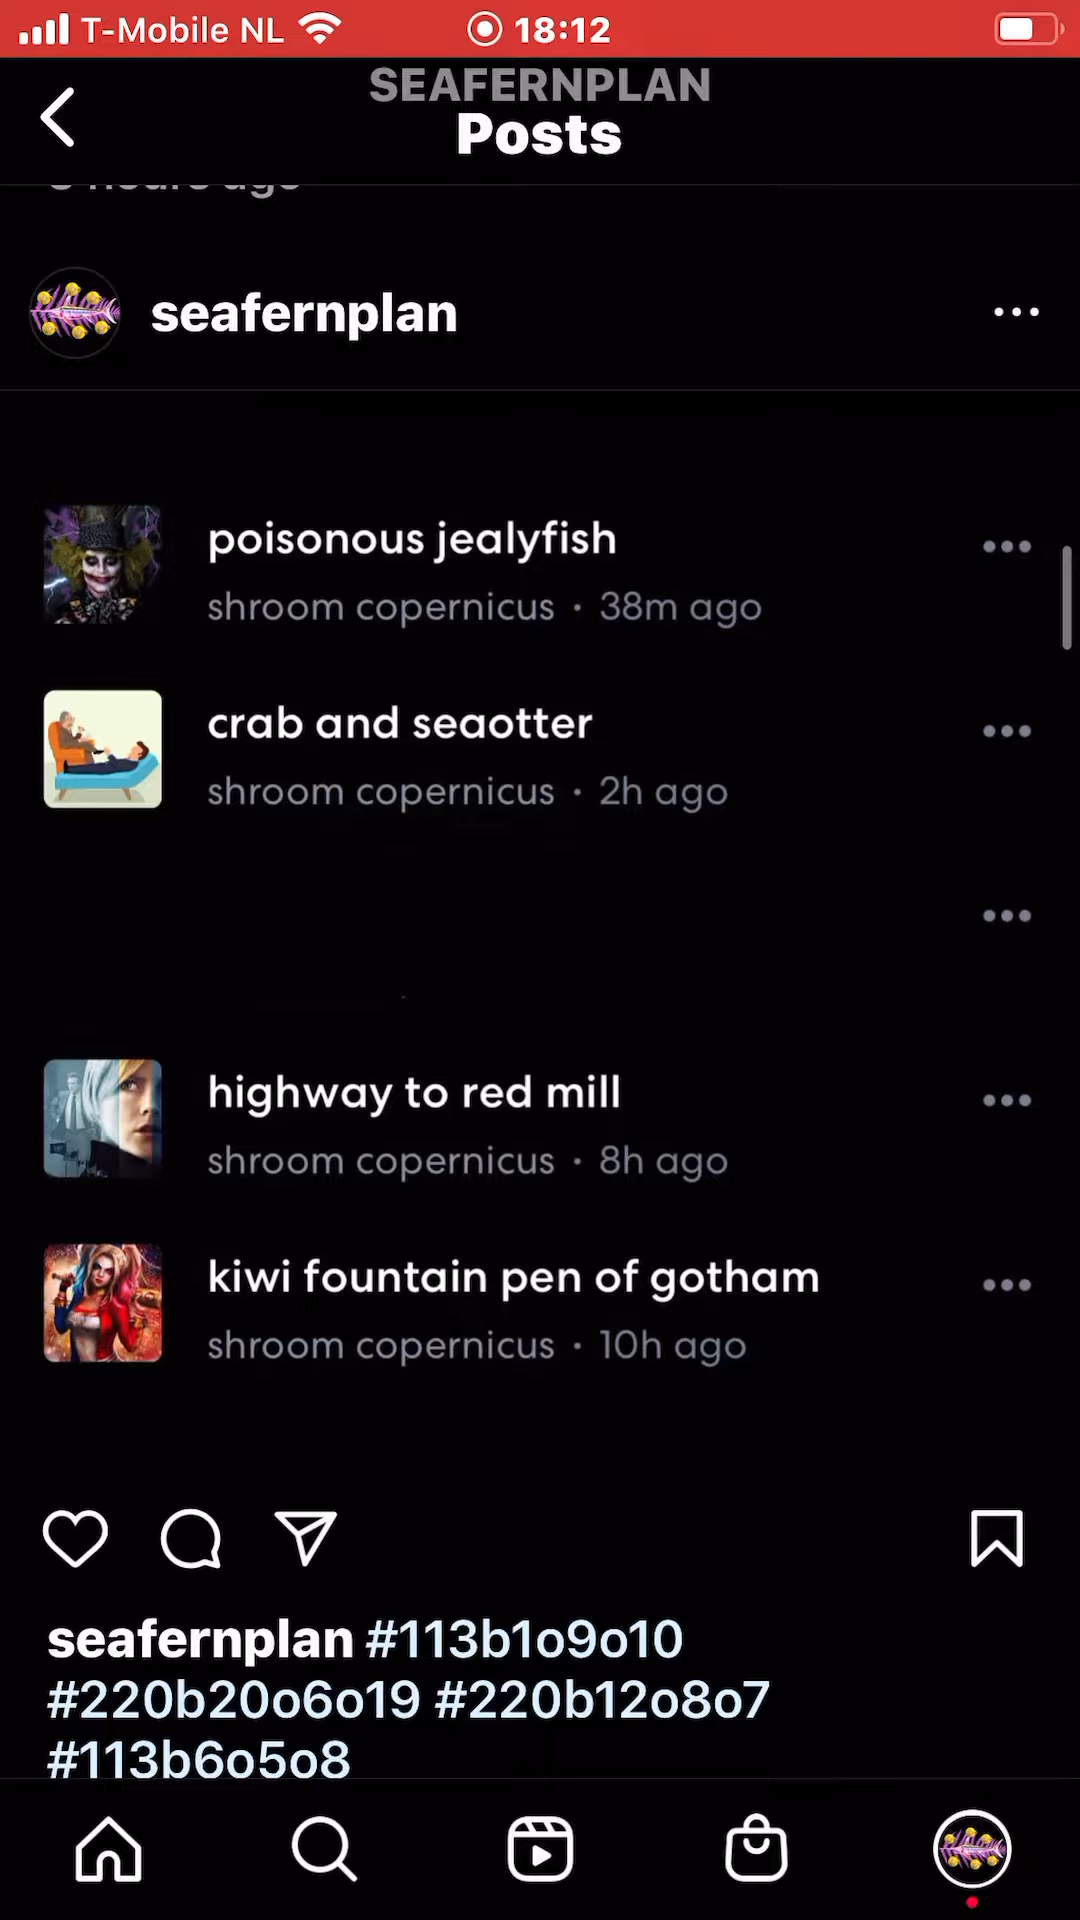 T-Mobile NL 18:12
SEAFERNPLAN
Posts
hours ago
seafernplan
poisonous jealyfish
shroom copernicus · 38m ago
crab and seaotter
shroom copernicus · 2h ago
highway to red mill
shroom copernicus · 8h ago
kiwi fountain pen of gotham
shroom copernicus · 10h ago
seafernplan #113b1o9o10
#220b20o6o19 #220b12o8o7
#113b6o5o8